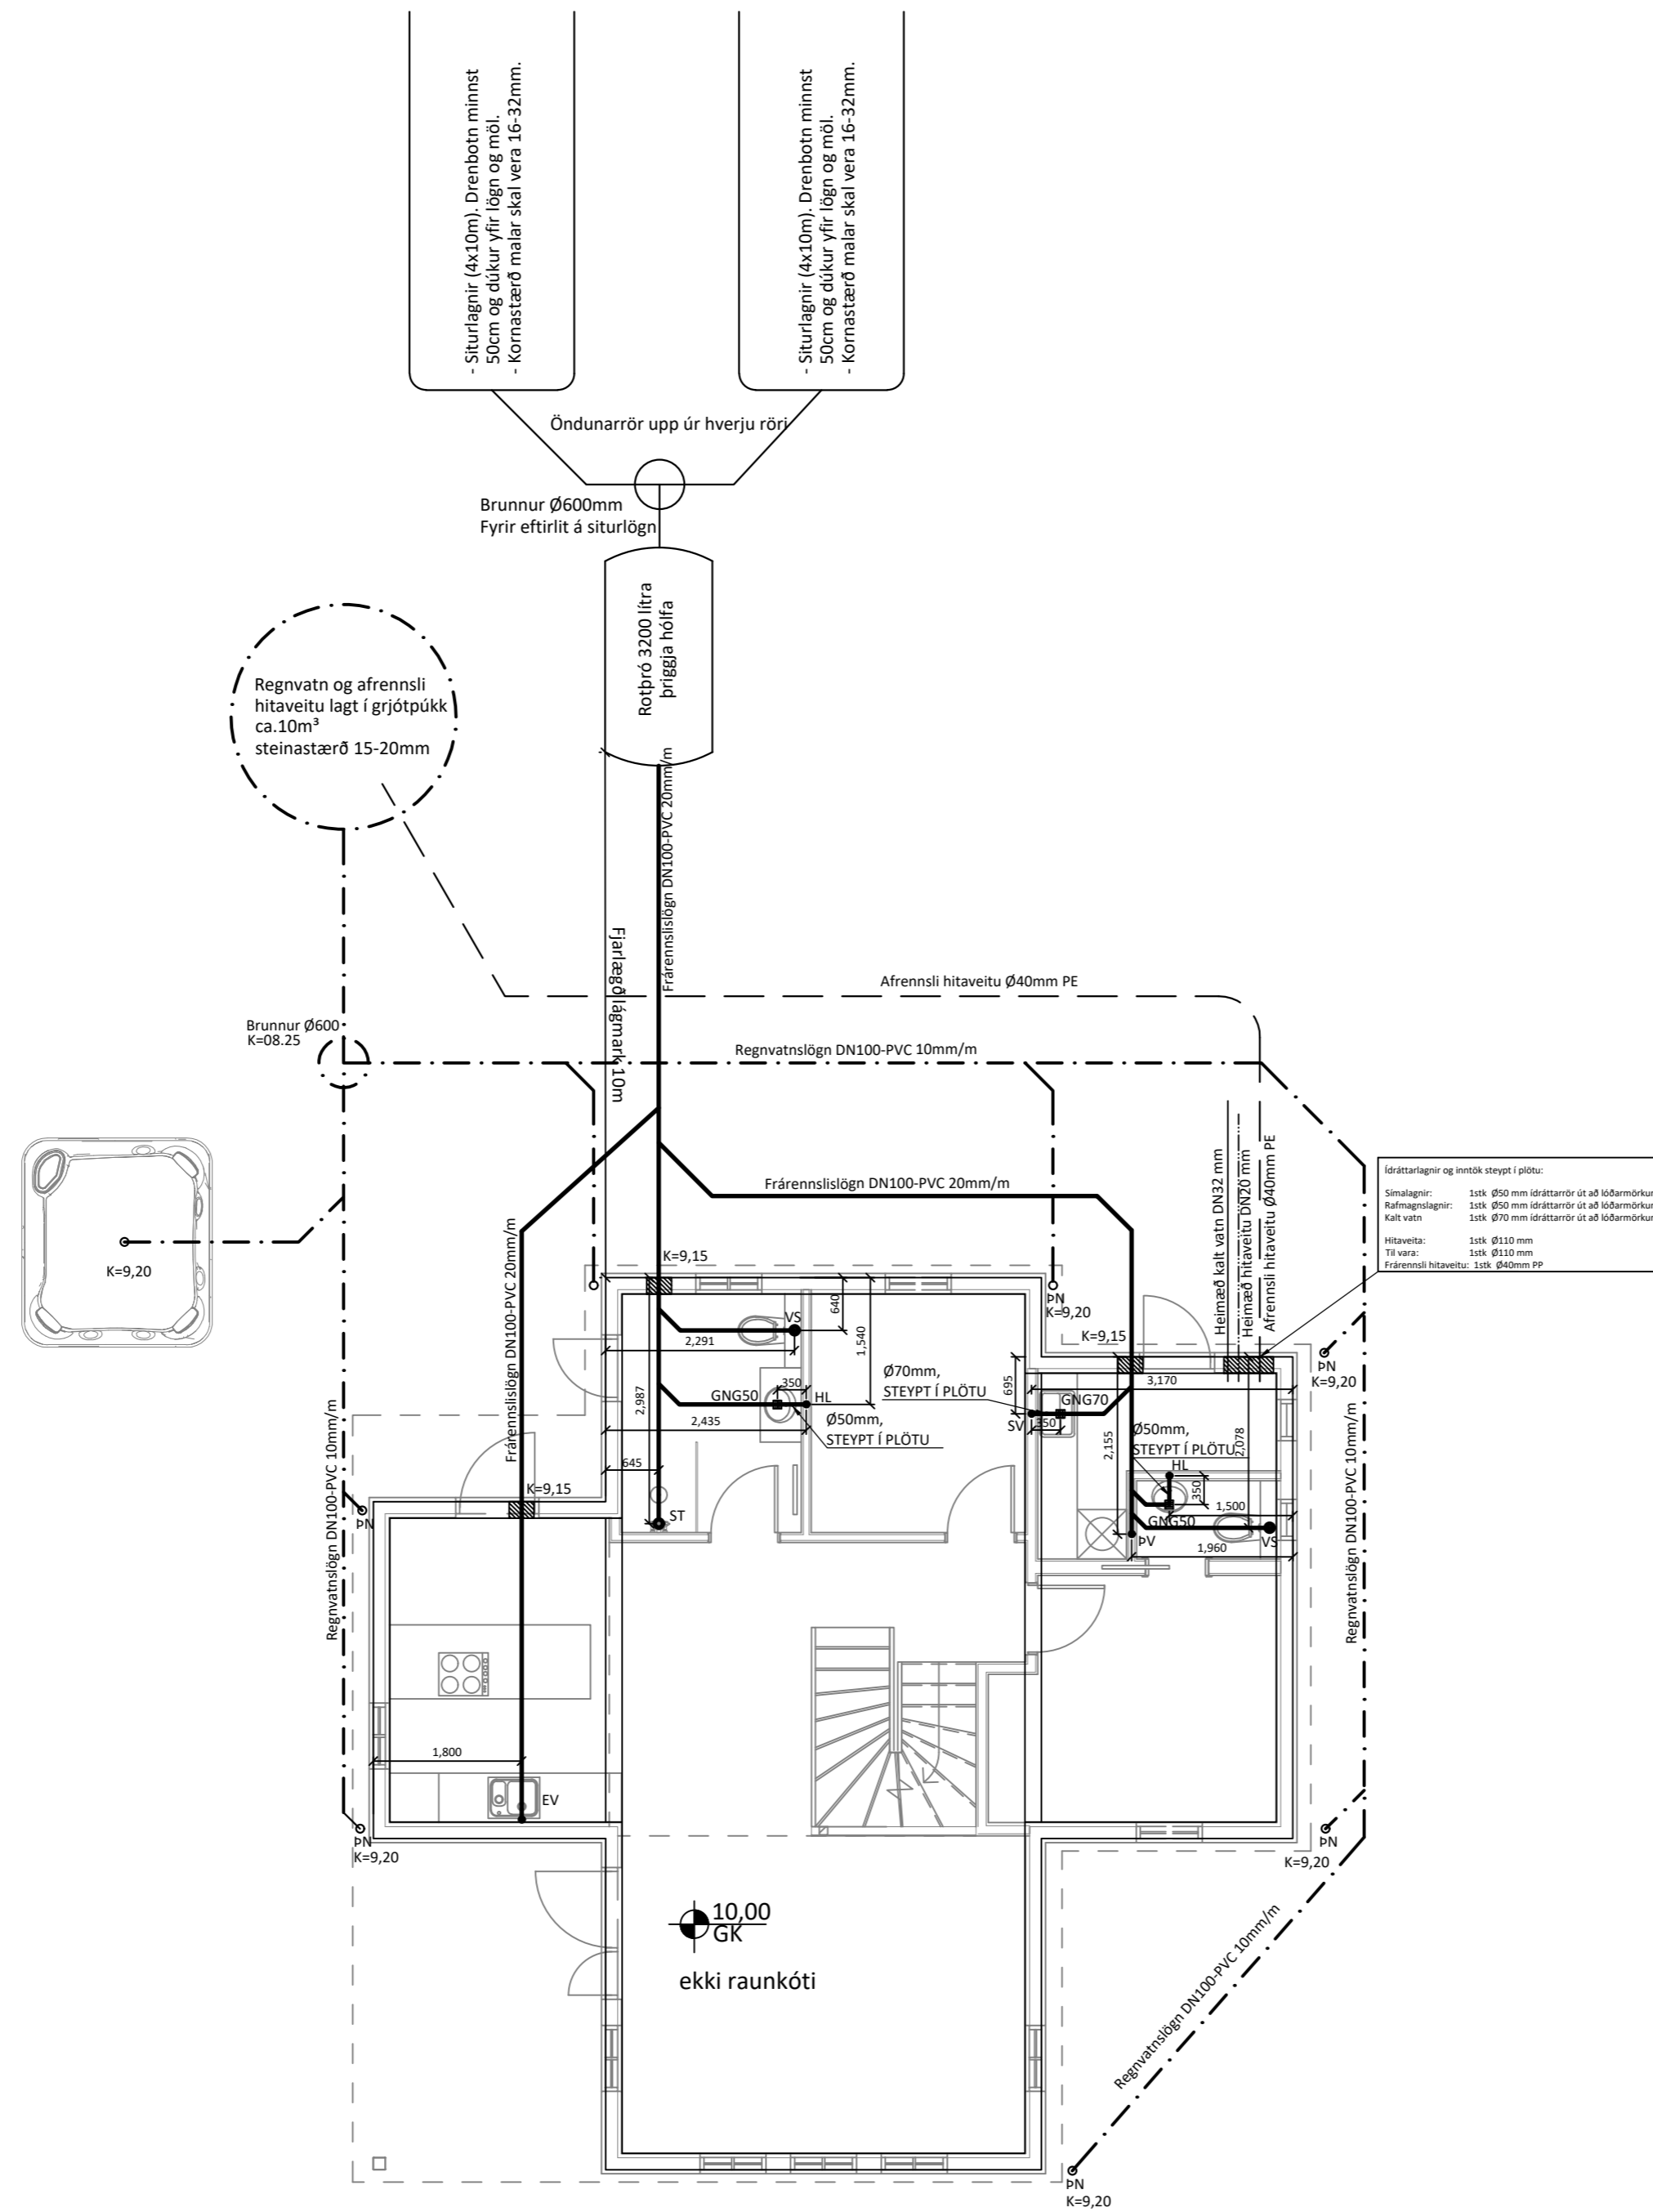 - Siturlagnir (4x10m). Drenbotn minnst
50cm og dúkur yfir lögn og möl.
- Kornastærð malar skal vera 16-32mm.
- Siturlagnir (4x10m). Drenbotn minnst
50cm og dúkur yfir lögn og möl.
- Kornastærð malar skal vera 16-32mm.
Öndunarrör upp úr hverju röri
Brunnur Ø600mm
Fyrir eftirlit á siturlögn
Rotþró 3200 lítra
þriggja hólfa
Regnvatn og afrennsli
hitaveitu lagt í grjótpúkk
ca.10m³
steinastærð 15-20mm
Frárennslislögn DN100-PVC 20mm/m
Fjarlægð lágmark 10m
Afrennsli hitaveitu Ø40mm PE
Brunnur Ø600
K=08.25
Regnvatnslögn DN100-PVC 10mm/m
Frárennslislögn DN100-PVC 20mm/m
Heimæð kalt vatn DN32 mm
Heimæð hitaveitu DN20 mm
Afrennsli hitaveitu Ø40mm PE
Ídráttarlagnir og inntök steypt í plötu:
Símalagnir: 1stk Ø50 mm ídráttarrör út að lóðarmörkum
Rafmagnslagnir: 1stk Ø50 mm ídráttarrör út að lóðarmörkum
Kalt vatn 1stk Ø70 mm ídráttarrör út að lóðarmörkum
Hitaveita: 1stk Ø110 mm
Til vara: 1stk Ø110 mm
Frárennsli hitaveitu: 1stk Ø40mm PP
K=9,20
Frárennslislögn DN100-PVC 20mm/m
K=9,15
VS
640
2,291
1,540
ÞN
K=9,20
K=9,15
ÞN
K=9,20
Ø70mm,
STEYPT Í PLÖTU
695
3,170
GNG50
350
HL
2,987
2,435
Ø50mm,
STEYPT Í PLÖTU
GNG70
SV
350
2,155
Ø50mm,
STEYPT Í PLÖTU
2,078
HL
350
1,500
GNG50
ÞV
VS
1,960
645
ST
K=9,15
ÞN
Regnvatnslögn DN100-PVC 10mm/m
Regnvatnslögn DN100-PVC 10mm/m
1,800
EV
ÞN
K=9,20
ÞN
K=9,20
10,00
GK
ekki raunkóti
Regnvatnslögn DN100-PVC 10mm/m
ÞN
K=9,20